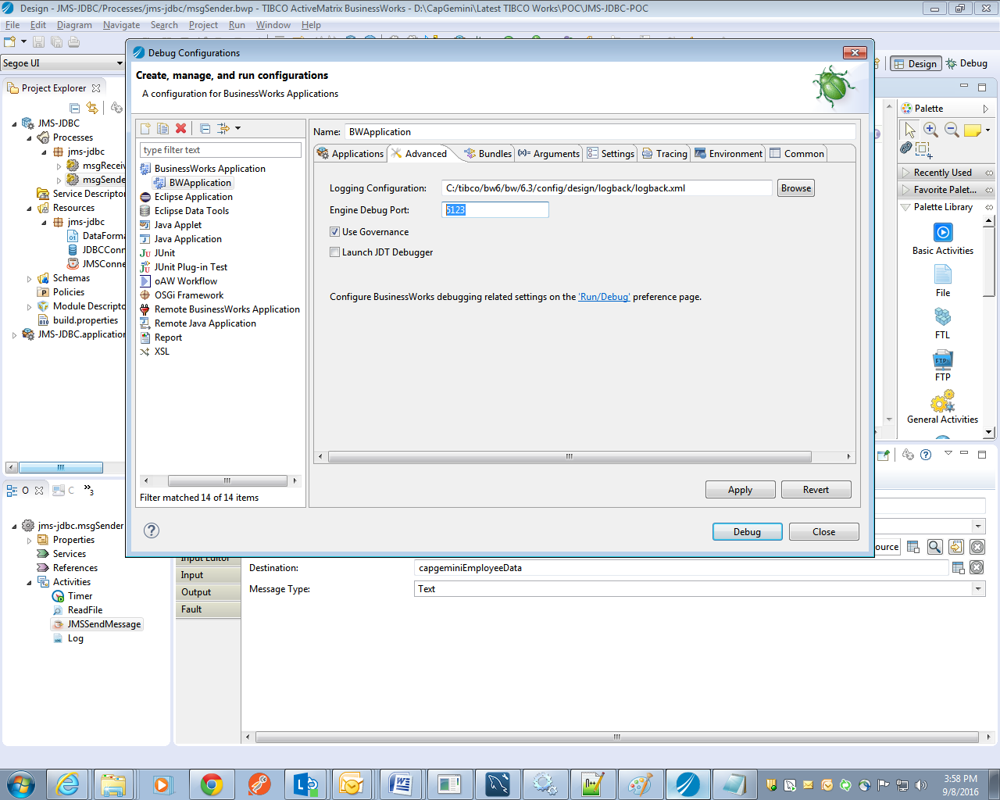 Design - JMS-JDBC/Processes/jms-jdbc/msgSender.bwp - TIBCO ActiveMatrix BusinessWorks - D:\CapGemini\Latest TIBCO Works\POC\JMS-JDBC-POC
File Edit Diagram Navigate Search Project Run Window Help
Segoe UI
Design
Debug
Project Explorer
JMS-JDBC
Processes
jms-jdbc
msgRecei
msgSende
Service Descriptor
Resources
jms-jdbc
DataForma
JDBCConn
JMSConne
Schemas
Policies
Module Descripto
build.properties
JMS-JDBC.application
Debug Configurations
Create, manage, and run configurations
A configuration for BusinessWorks Applications
type filter text
BusinessWorks Application
BWApplication
Eclipse Application
Eclipse Data Tools
Java Applet
Java Application
JUnit
JUnit Plug-in Test
oAW Workflow
OSGi Framework
Remote BusinessWorks Application
Remote Java Application
Report
XSL
Filter matched 14 of 14 items
Name: BWApplication
Applications Advanced Bundles (x)= Arguments Settings Tracing Environment Common
Logging Configuration: C:/tibco/bw6/bw/6.3/config/design/logback/logback.xml Browse
Engine Debug Port: 5123
Use Governance
Launch JDT Debugger
Configure BusinessWorks debugging related settings on the 'Run/Debug' preference page.
Apply Revert
Debug Close
Palette
Recently Used
Favorite Palet...
Palette Library
Basic Activities
File
FTL
FTP
General Activities
O C »3
jms-jdbc.msgSender
Properties
Services
References
Activities
Timer
ReadFile
JMSSendMessage
Log
ource
Input Editor
Input
Output
Fault
Destination: capgeminiEmployeeData
Message Type: Text
3:58 PM
9/8/2016